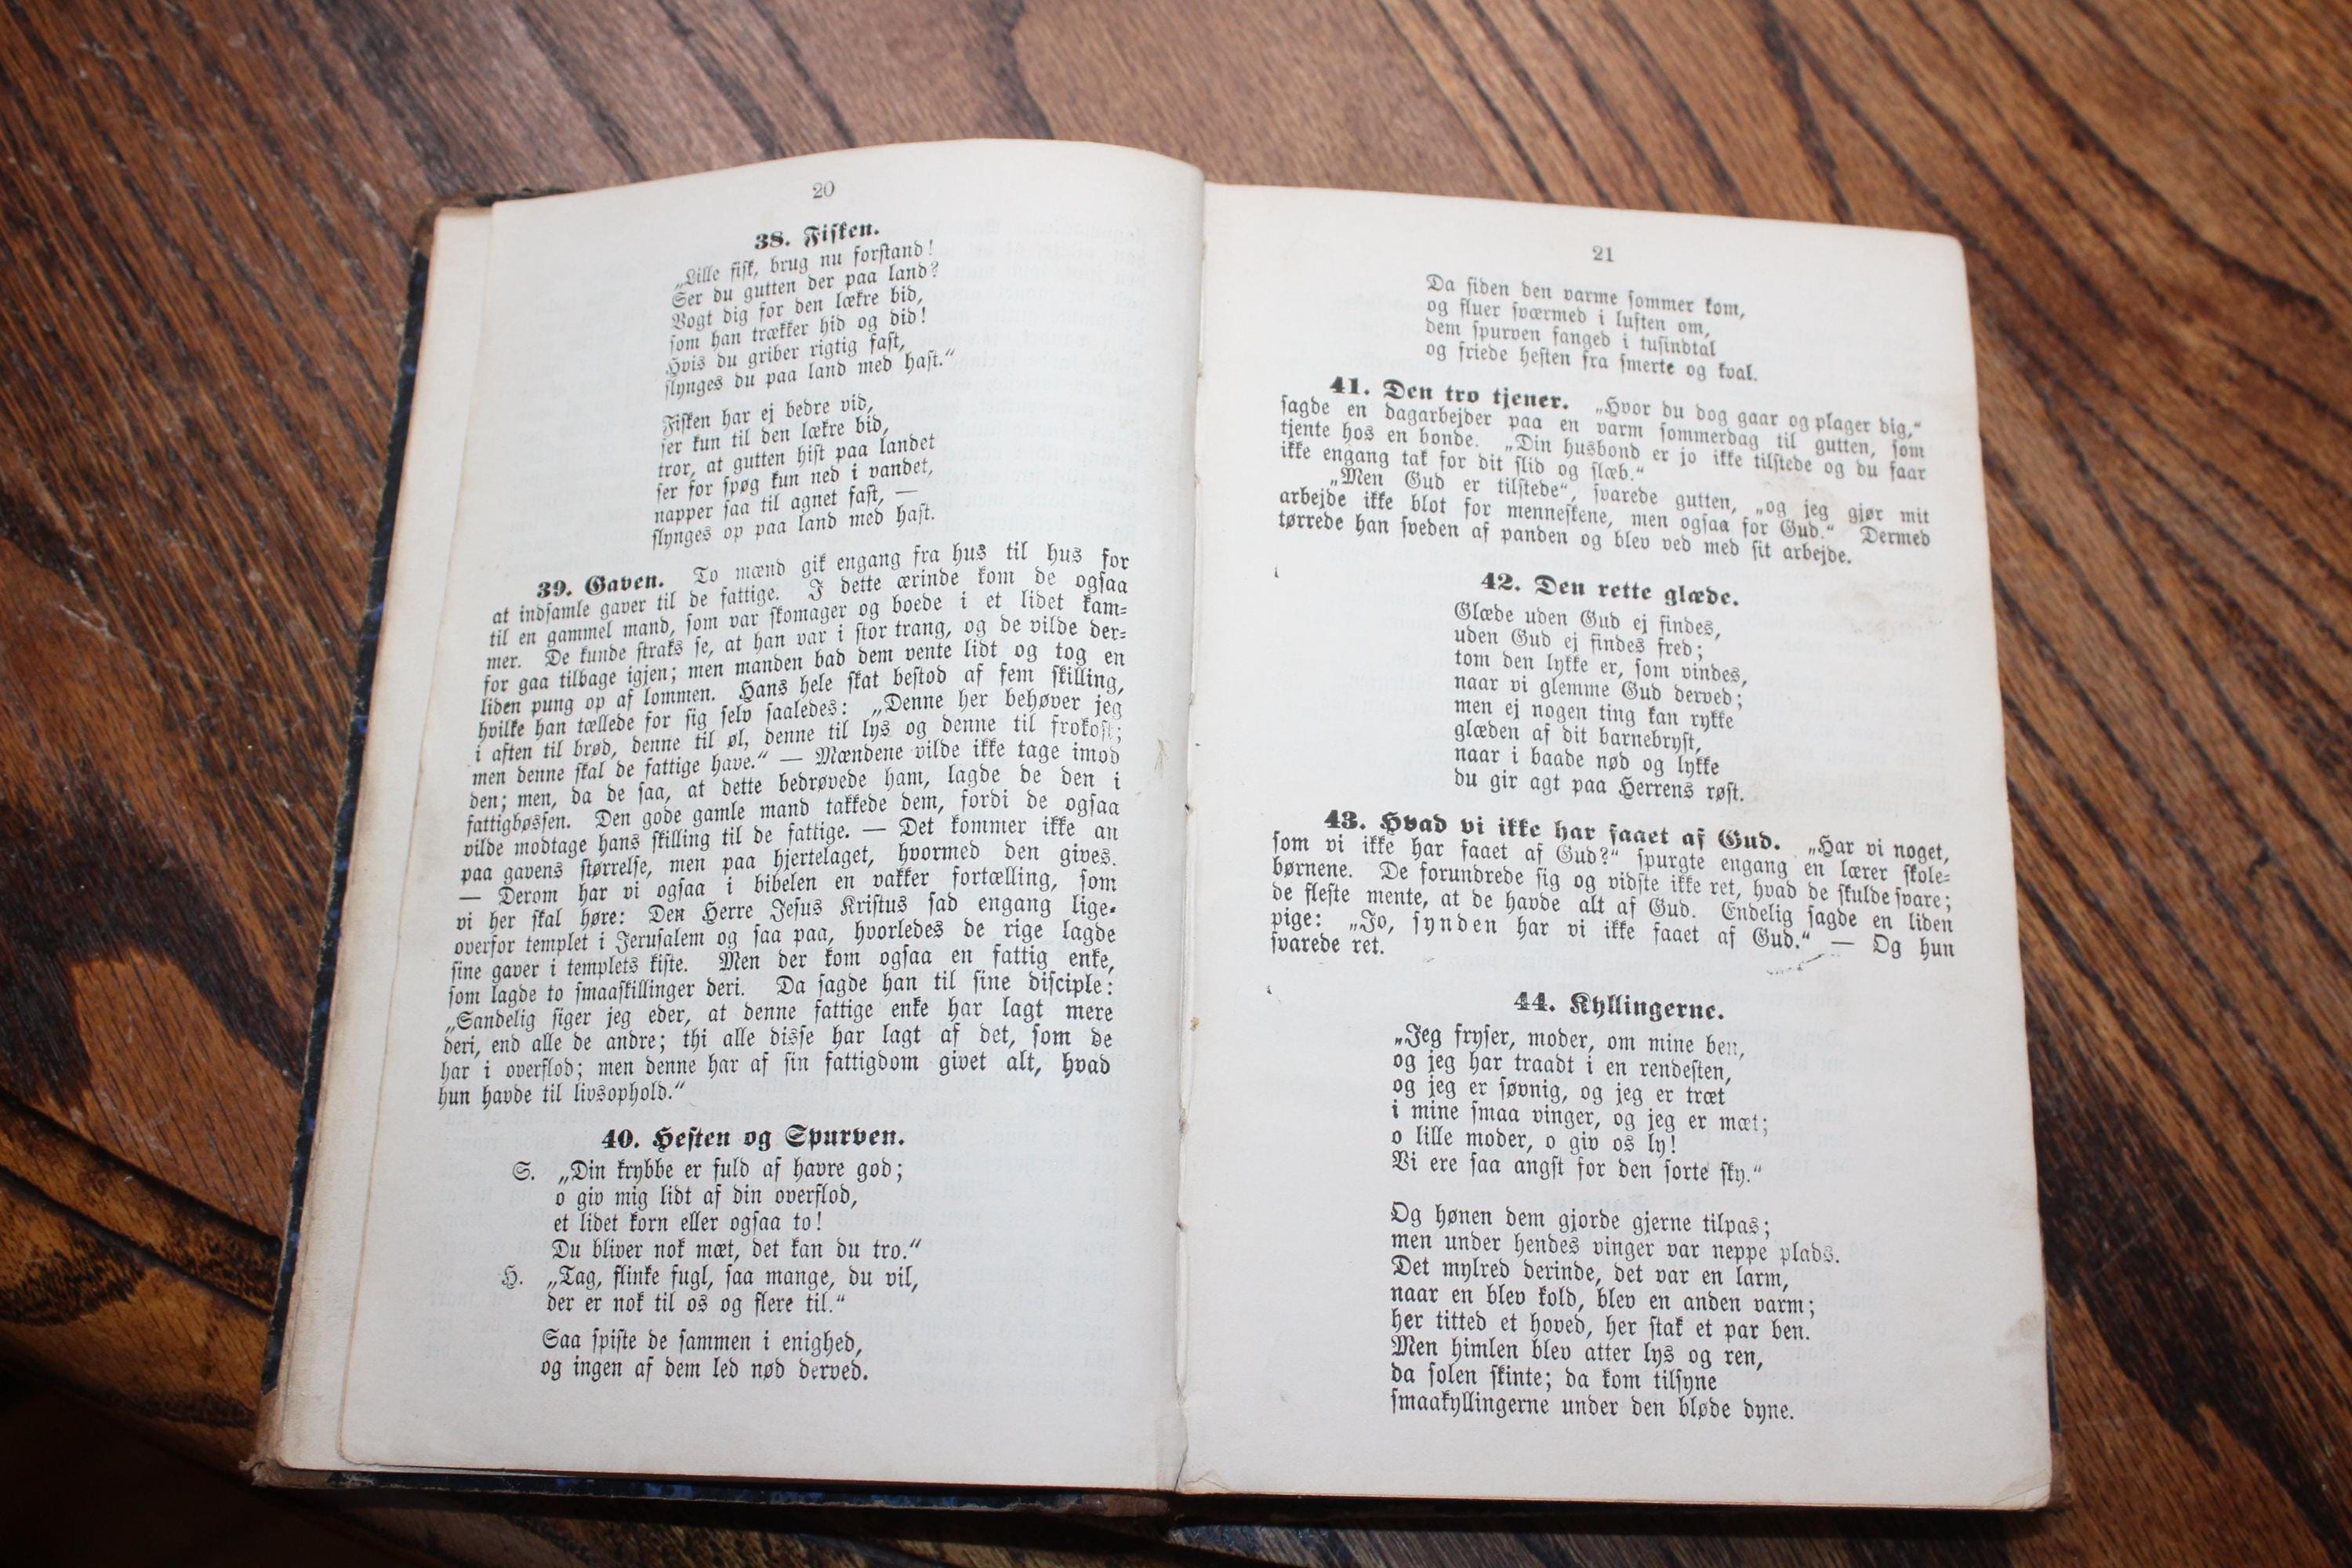 20
38. Fisken.
„Lille fisk, brug nu forstand!
Ser du gutten der paa land?
Vogt dig for den lækre bid,
som han trækker hid og did!
Hvis du griber rigtig fast,
slynges du paa land med hast.“
Fisken har ej bedre vid,
ser kun til den lækre bid,
tror, at gutten hist paa landet
ser for spøg kun ned i vandet,
napper saa til agnet fast, —
slynges op paa land med hast.
39. Gaven. To mænd gik engang fra hus til hus for
at indsamle gaver til de fattige. I dette ærinde kom de ogsaa
til en gammel mand, som var skomager og boede i et lidet kam-
mer. De kunde straks se, at han var i stor trang, og de vilde der-
for gaa tilbage igjen; men manden bad dem vente lidt og tog en
liden pung op af lommen. Hans hele skat bestod af fem skilling,
hvilke han tællede for sig selv saaledes: „Denne her behøver jeg
i aften til brød, denne til øl, denne til lys og denne til frokost;
men denne skal de fattige have.“ — Mændene vilde ikke tage imod
den; men, da de saa, at dette bedrøvede ham, lagde de den i
fattigbøssen. Den gode gamle mand takkede dem, fordi de ogsaa
vilde modtage hans skilling til de fattige. — Det kommer ikke an
paa gavens størrelse, men paa hjertelaget, hvormed den gives.
— Derom har vi ogsaa i bibelen en vakker fortælling, som
vi her skal høre: Den Herre Jesus Kristus sad engang lige-
overfor templet i Jerusalem og saa paa, hvorledes de rige lagde
sine gaver i templets kiste. Men der kom ogsaa en fattig enke,
som lagde to smaaskillinger deri. Da sagde han til sine disciple:
„Sandelig siger jeg eder, at denne fattige enke har lagt mere
deri, end alle de andre; thi alle disse har lagt af det, som de
har i overflod; men denne har af sin fattigdom givet alt, hvad
hun havde til livsophold.“
40. Hesten og Spurven.
S. „Din krybbe er fuld af havre god;
o giv mig lidt af din overflod,
et lidet korn eller ogsaa to!
Du bliver nok mæt, det kan du tro.“
H. „Tag, flinke fugl, saa mange, du vil,
der er nok til os og flere til.“
Saa spiste de sammen i enighed,
og ingen af dem led nød derved.
21
Da siden den varme sommer kom,
og fluer sværmed i luften om,
dem spurven fanged i tusindtal
og friede hesten fra smerte og kval.
41. Den tro tjener. „Hvor du dog gaar og plager dig,“
sagde en dagarbejder paa en varm sommerdag til gutten, som
tjente hos en bonde. „Din husbond er jo ikke tilstede og du faar
ikke engang tak for dit slid og slæb.“
„Men Gud er tilstede“, svarede gutten, „og jeg gjør mit
arbejde ikke blot for menneskene, men ogsaa for Gud.“ Dermed
tørrede han sveden af panden og blev ved med sit arbejde.
42. Den rette glæde.
Glæde uden Gud ej findes,
uden Gud ej findes fred;
tom den lykke er, som vindes,
naar vi glemme Gud derved;
men ej nogen ting kan rykke
glæden af dit barnebryst,
naar i baade nød og lykke
du gir agt paa Herrens røst.
43. Hvad vi ikke har faaet af Gud. „Har vi noget,
som vi ikke har faaet af Gud?“ spurgte engang en lærer skole-
børnene. De forundrede sig og vidste ikke ret, hvad de skulde svare;
de fleste mente, at de havde alt af Gud. Endelig sagde en liden
pige: „Jo, synden har vi ikke faaet af Gud.“ — Og hun
svarede ret.
44. Kyllingerne.
„Jeg fryser, moder, om mine ben,
og jeg har traadt i en rendesten,
og jeg er søvnig, og jeg er træt
i mine smaa vinger, og jeg er mæt;
o lille moder, o giv os ly!
Vi ere saa angst for den sorte sky.“
Og hønen dem gjorde gjerne tilpas;
men under hendes vinger var neppe plads.
Det mylred derinde, det var en larm,
naar en blev kold, blev en anden varm;
her titted et hoved, her stak et par ben.
Men himlen blev atter lys og ren,
da solen skinte; da kom tilsyne
smaakyllingerne under den bløde dyne.